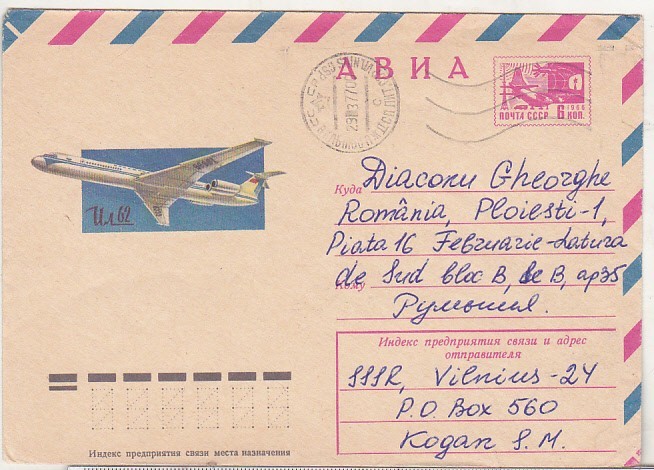 АВИА
1966
ПОЧТА СССР 6 КОП.
Ил 62
Куда
Diaconu Gheorghe
România, Ploiesti-1,
Piata 16 Februarie-Latura
de Sud bloc B, B, ap 35
Кому
Румыния.
Индекс предприятия связи и адрес
отправителя
SSSR, Vilnius-24
P.O. Box 560
Kogan S. M.
Индекс предприятия связи места назначения